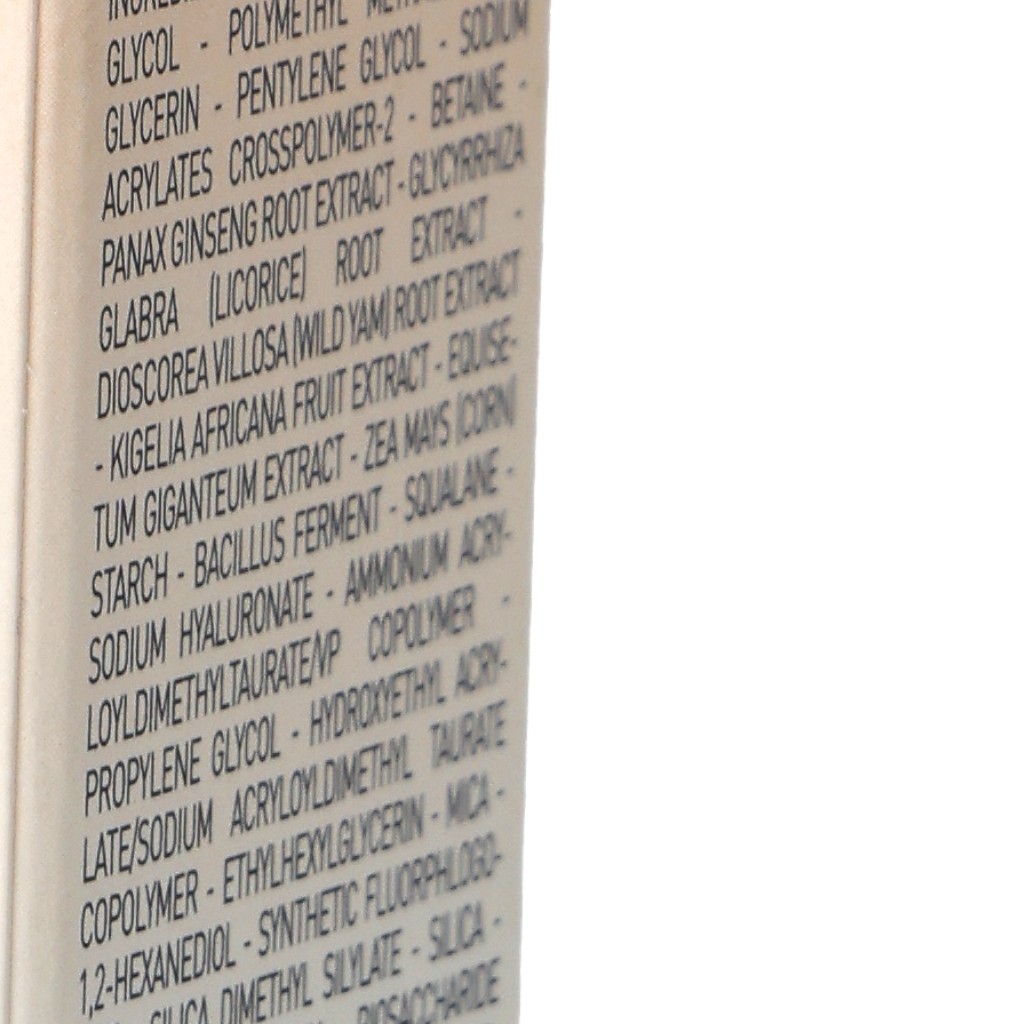 GLYCOL - POLYMETHYL
GLYCERIN - PENTYLENE GLYCOL - SODIUM
ACRYLATES CROSSPOLYMER-2 - BETAINE -
PANAX GINSENG ROOT EXTRACT - GLYCYRRHIZA
GLABRA (LICORICE) ROOT EXTRACT -
DIOSCOREA VILLOSA (WILD YAM) ROOT EXTRACT
- KIGELIA AFRICANA FRUIT EXTRACT - EQUISE-
TUM GIGANTEUM EXTRACT - ZEA MAYS (CORN)
STARCH - BACILLUS FERMENT - SQUALANE -
SODIUM HYALURONATE - AMMONIUM ACRY-
LOYLDIMETHYLTAURATE/VP COPOLYMER -
PROPYLENE GLYCOL - HYDROXYETHYL ACRY-
LATE/SODIUM ACRYLOYLDIMETHYL TAURATE
COPOLYMER - ETHYLHEXYLGLYCERIN - MICA -
1,2-HEXANEDIOL - SYNTHETIC FLUORPHLOGO-
SILICA DIMETHYL SILYLATE - SILICA -
BIOSACCHARIDE